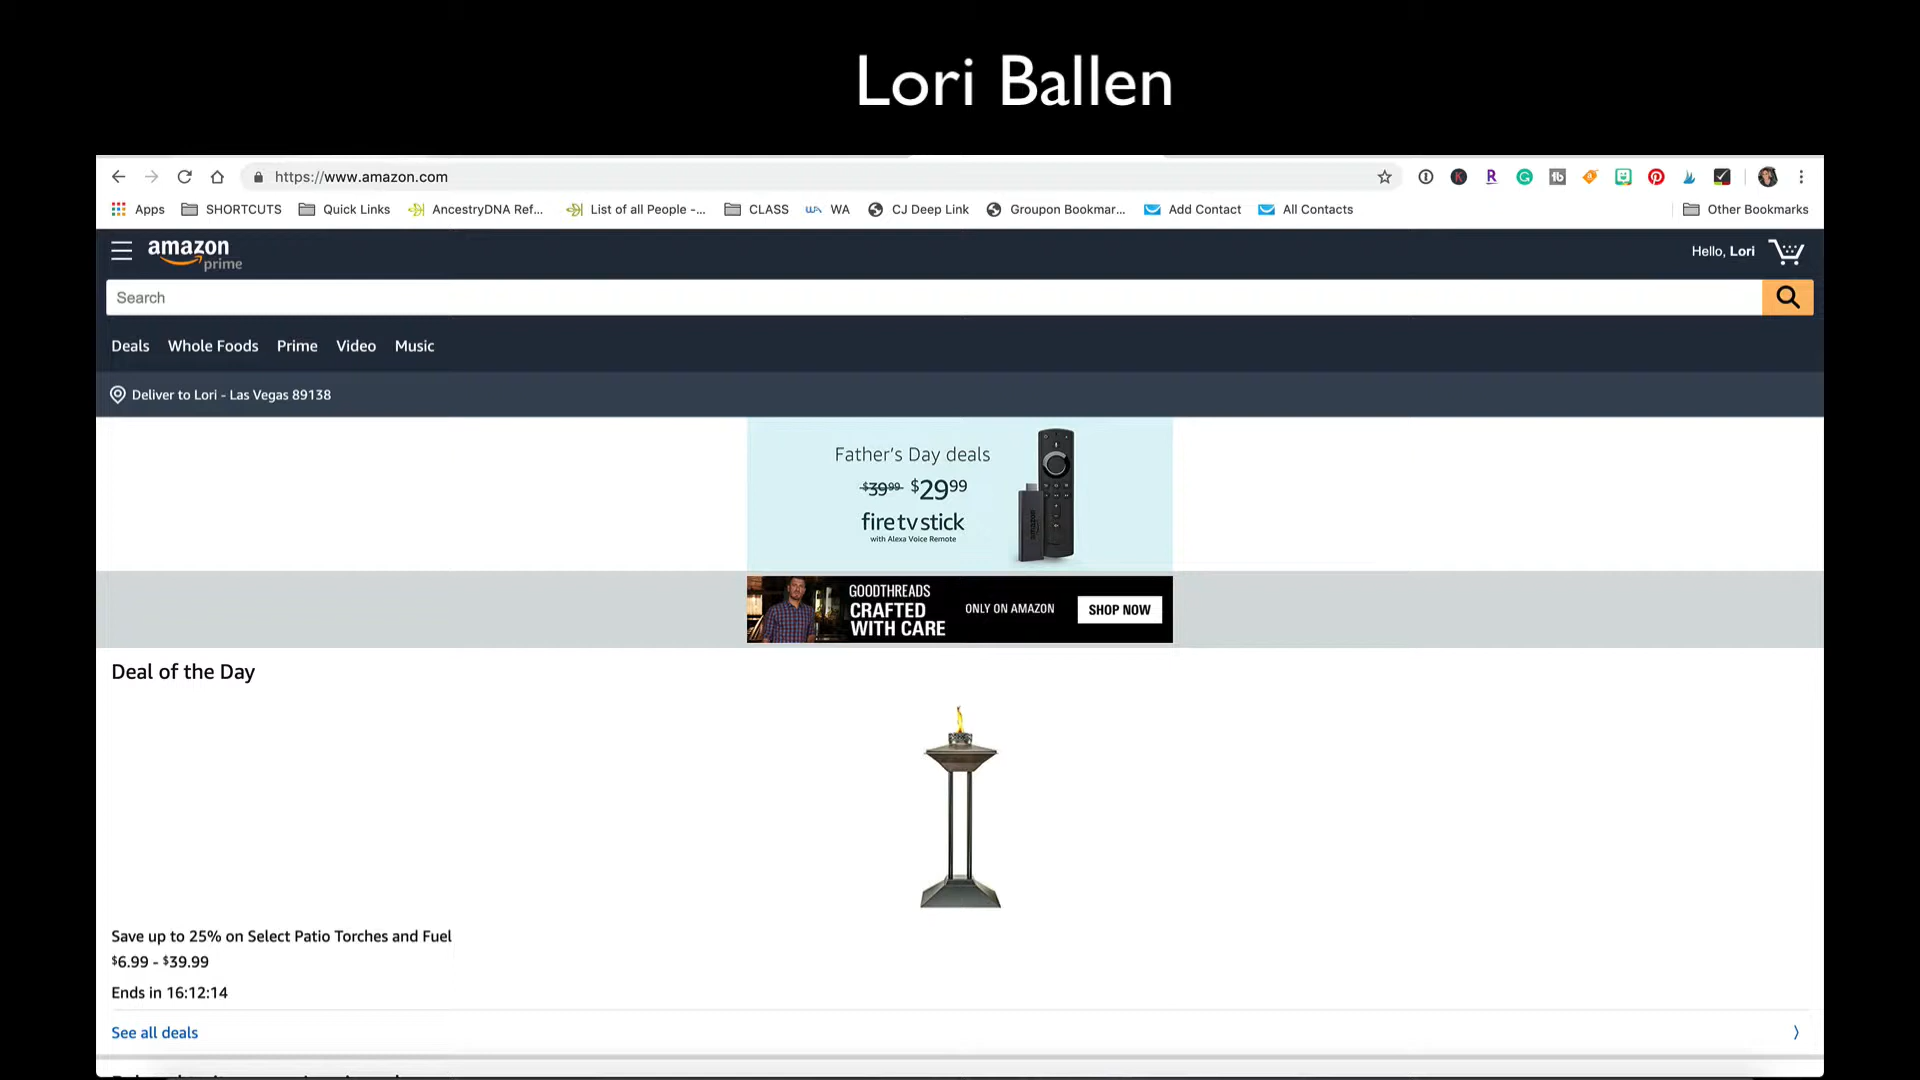 Lori Ballen
https://www.amazon.com
Apps SHORTCUTS Quick Links AncestryDNA Ref... List of all People -... CLASS WA CJ Deep Link Groupon Bookmar... Add Contact All Contacts Other Bookmarks
amazon prime
Hello, Lori
Search
Deals Whole Foods Prime Video Music
Deliver to Lori - Las Vegas 89138
Father's Day deals
$39.99 $29.99
fire tv stick
with Alexa Voice Remote
GOODTHREADS
CRAFTED
WITH CARE
ONLY ON AMAZON
SHOP NOW
Deal of the Day
Save up to 25% on Select Patio Torches and Fuel
$6.99 - $39.99
Ends in 16:12:14
See all deals